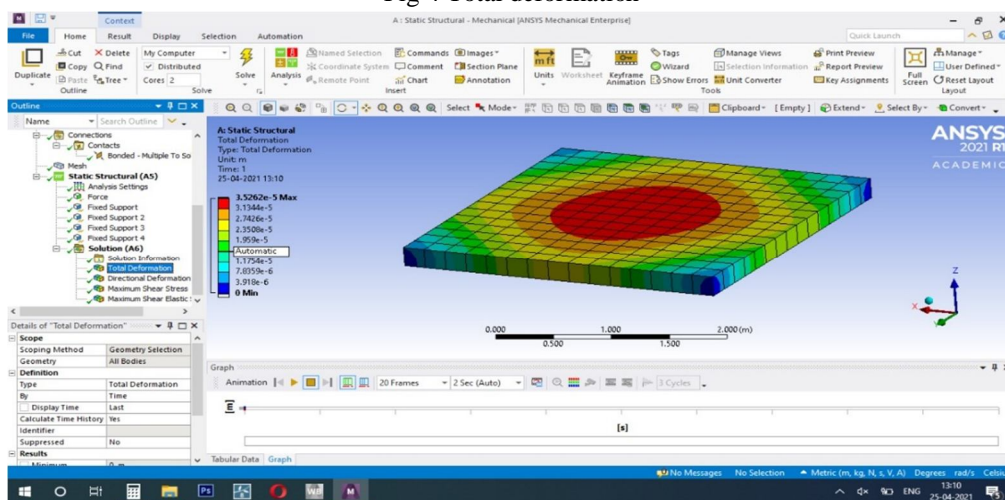 Fig 4 Total deformation
Context
A : Static Structural - Mechanical [ANSYS Mechanical Enterprise]
File Home Result Display Selection Automation
Quick Launch
Duplicate
Cut
Copy
Paste
Delete
Find
Tree
Outline
My Computer
Distributed
Cores 2
Solve
Solve
Analysis
Named Selection
Coordinate System
Remote Point
Commands
Comment
Chart
Images
Section Plane
Annotation
Insert
Units
Worksheet
Keyframe Animation
Tags
Wizard
Show Errors
Manage Views
Selection Information
Unit Converter
Print Preview
Report Preview
Key Assignments
Tools
Full Screen
Manage
User Defined
Reset Layout
Layout
Outline
Name Search Outline
Select Mode Clipboard [Empty] Extend Select By Convert
Connections
Contacts
Bonded - Multiple To So
Mesh
Static Structural (A5)
Analysis Settings
Force
Fixed Support
Fixed Support 2
Fixed Support 3
Fixed Support 4
Solution (A6)
Solution Information
Total Deformation
Directional Deformation
Maximum Shear Stress
Maximum Shear Elastic
A: Static Structural
Total Deformation
Type: Total Deformation
Unit: m
Time: 1
25-04-2021 13:10
3.5262e-5 Max
3.1344e-5
2.7426e-5
2.3508e-5
1.959e-5
Automatic
1.1754e-5
7.8359e-6
3.918e-6
0 Min
ANSYS
2021 R1
ACADEMIC
Z
X
0.000 1.000 2.000 (m)
0.500 1.500
Details of "Total Deformation"
Scope
Scoping Method Geometry Selection
Geometry All Bodies
Definition
Type Total Deformation
By Time
Display Time Last
Calculate Time History Yes
Identifier
Suppressed No
Results
Graph
Animation 20 Frames 2 Sec (Auto) 3 Cycles
[s]
Tabular Data Graph
No Messages No Selection Metric (m, kg, N, s, V, A) Degrees rad/s Celsiu
Ps
ENG
13:10
25-04-2021